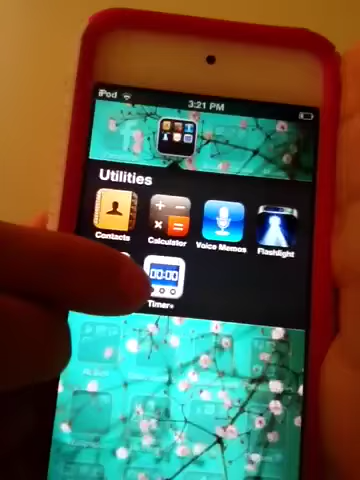 iPod 3:21 PM
Utilities
Contacts Calculator Voice Memos Flashlight
00:00
Timer+